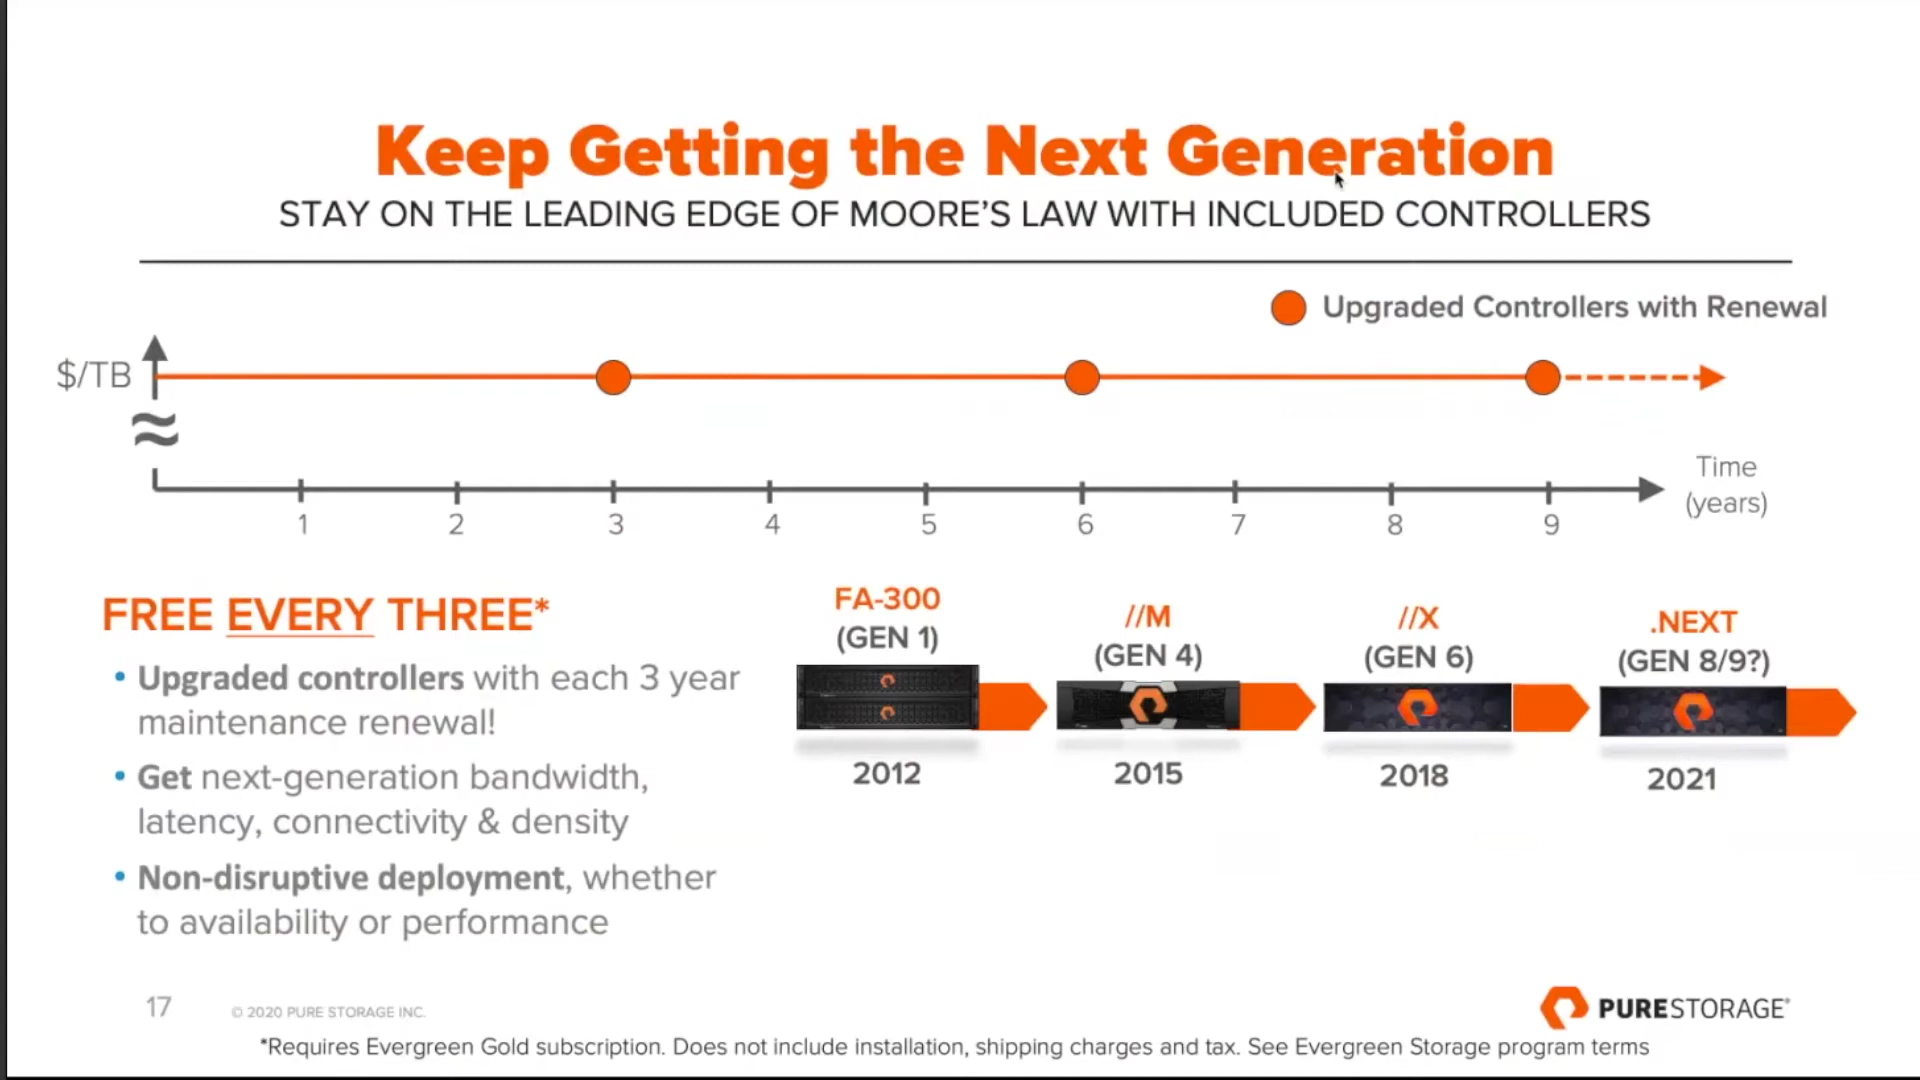 Keep Getting the Next Generation
STAY ON THE LEADING EDGE OF MOORE'S LAW WITH INCLUDED CONTROLLERS
Upgraded Controllers with Renewal
$/TB
Time
(years)
1 2 3 4 5 6 7 8 9
FREE EVERY THREE*
• Upgraded controllers with each 3 year
maintenance renewal!
• Get next-generation bandwidth,
latency, connectivity & density
• Non-disruptive deployment, whether
to availability or performance
FA-300
(GEN 1)
2012
//M
(GEN 4)
2015
//X
(GEN 6)
2018
.NEXT
(GEN 8/9?)
2021
17
© 2020 PURE STORAGE INC.
PURESTORAGE®
*Requires Evergreen Gold subscription. Does not include installation, shipping charges and tax. See Evergreen Storage program terms